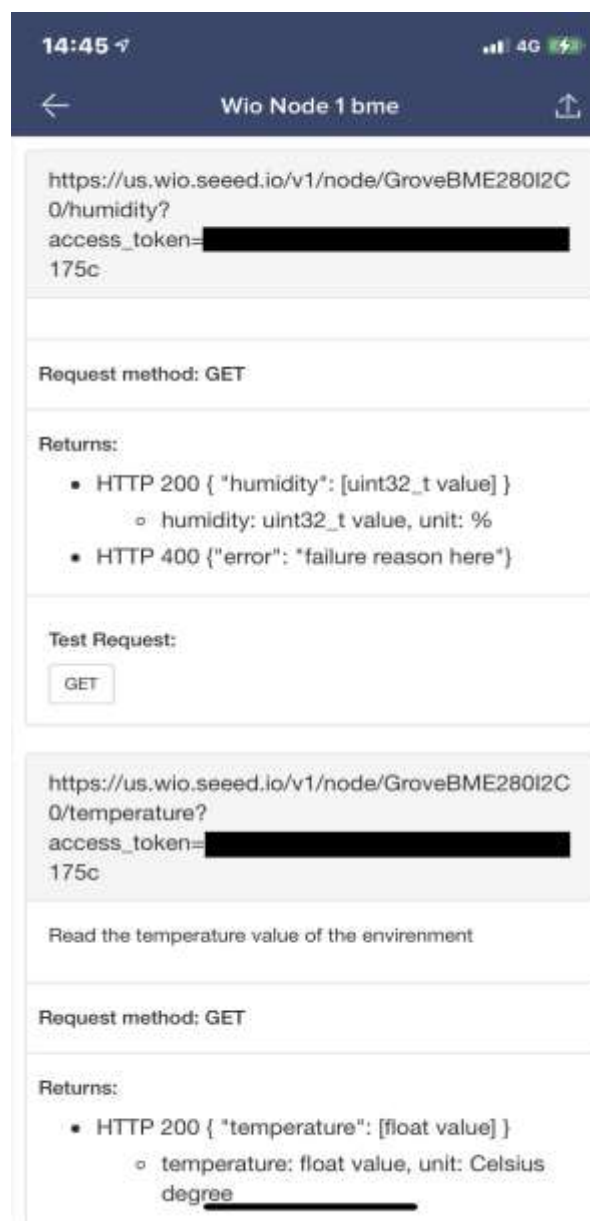 14:45 4G
Wio Node 1 bme
https://us.wio.seeed.io/v1/node/GroveBME280I2C
0/humidity?
access_token=
175c
Request method: GET
Returns:
• HTTP 200 { "humidity": [uint32_t value] }
○ humidity: uint32_t value, unit: %
• HTTP 400 {"error": "failure reason here"}
Test Request:
GET
https://us.wio.seeed.io/v1/node/GroveBME280I2C
0/temperature?
access_token=
175c
Read the temperature value of the envirenment
Request method: GET
Returns:
• HTTP 200 { "temperature": [float value] }
○ temperature: float value, unit: Celsius
degree